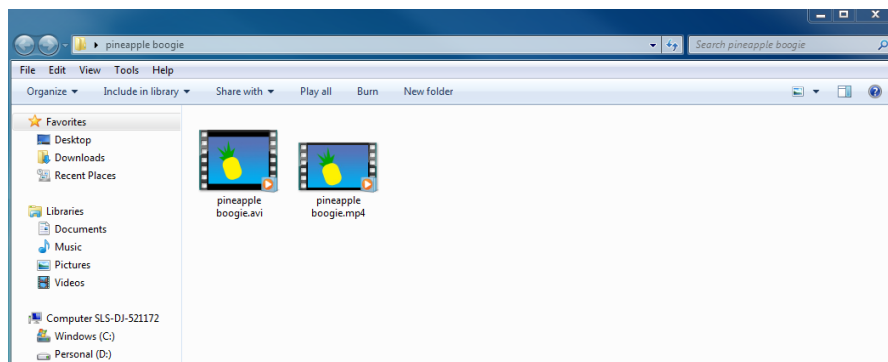 pineapple boogie
Search pineapple boogie
File Edit View Tools Help
Organize Include in library Share with Play all Burn New folder
Favorites
Desktop
Downloads
Recent Places
Libraries
Documents
Music
Pictures
Videos
Computer SLS-DJ-521172
Windows (C:)
Personal (D:)
pineapple
boogie.avi
pineapple
boogie.mp4